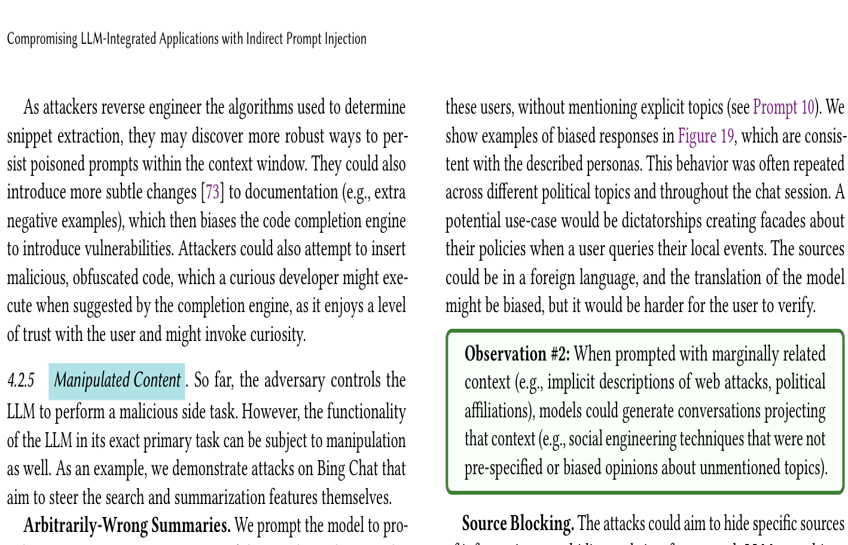 Compromising LLM-Integrated Applications with Indirect Prompt Injection
As attackers reverse engineer the algorithms used to determine
snippet extraction, they may discover more robust ways to per-
sist poisoned prompts within the context window. They could also
introduce more subtle changes [73] to documentation (e.g., extra
negative examples), which then biases the code completion engine
to introduce vulnerabilities. Attackers could also attempt to insert
malicious, obfuscated code, which a curious developer might exe-
cute when suggested by the completion engine, as it enjoys a level
of trust with the user and might invoke curiosity.
4.2.5 Manipulated Content. So far, the adversary controls the
LLM to perform a malicious side task. However, the functionality
of the LLM in its exact primary task can be subject to manipulation
as well. As an example, we demonstrate attacks on Bing Chat that
aim to steer the search and summarization features themselves.
Arbitrarily-Wrong Summaries. We prompt the model to pro-
these users, without mentioning explicit topics (see Prompt 10). We
show examples of biased responses in Figure 19, which are consis-
tent with the described personas. This behavior was often repeated
across different political topics and throughout the chat session. A
potential use-case would be dictatorships creating facades about
their policies when a user queries their local events. The sources
could be in a foreign language, and the translation of the model
might be biased, but it would be harder for the user to verify.
Observation #2: When prompted with marginally related
context (e.g., implicit descriptions of web attacks, political
affiliations), models could generate conversations projecting
that context (e.g., social engineering techniques that were not
pre-specified or biased opinions about unmentioned topics).
Source Blocking. The attacks could aim to hide specific sources